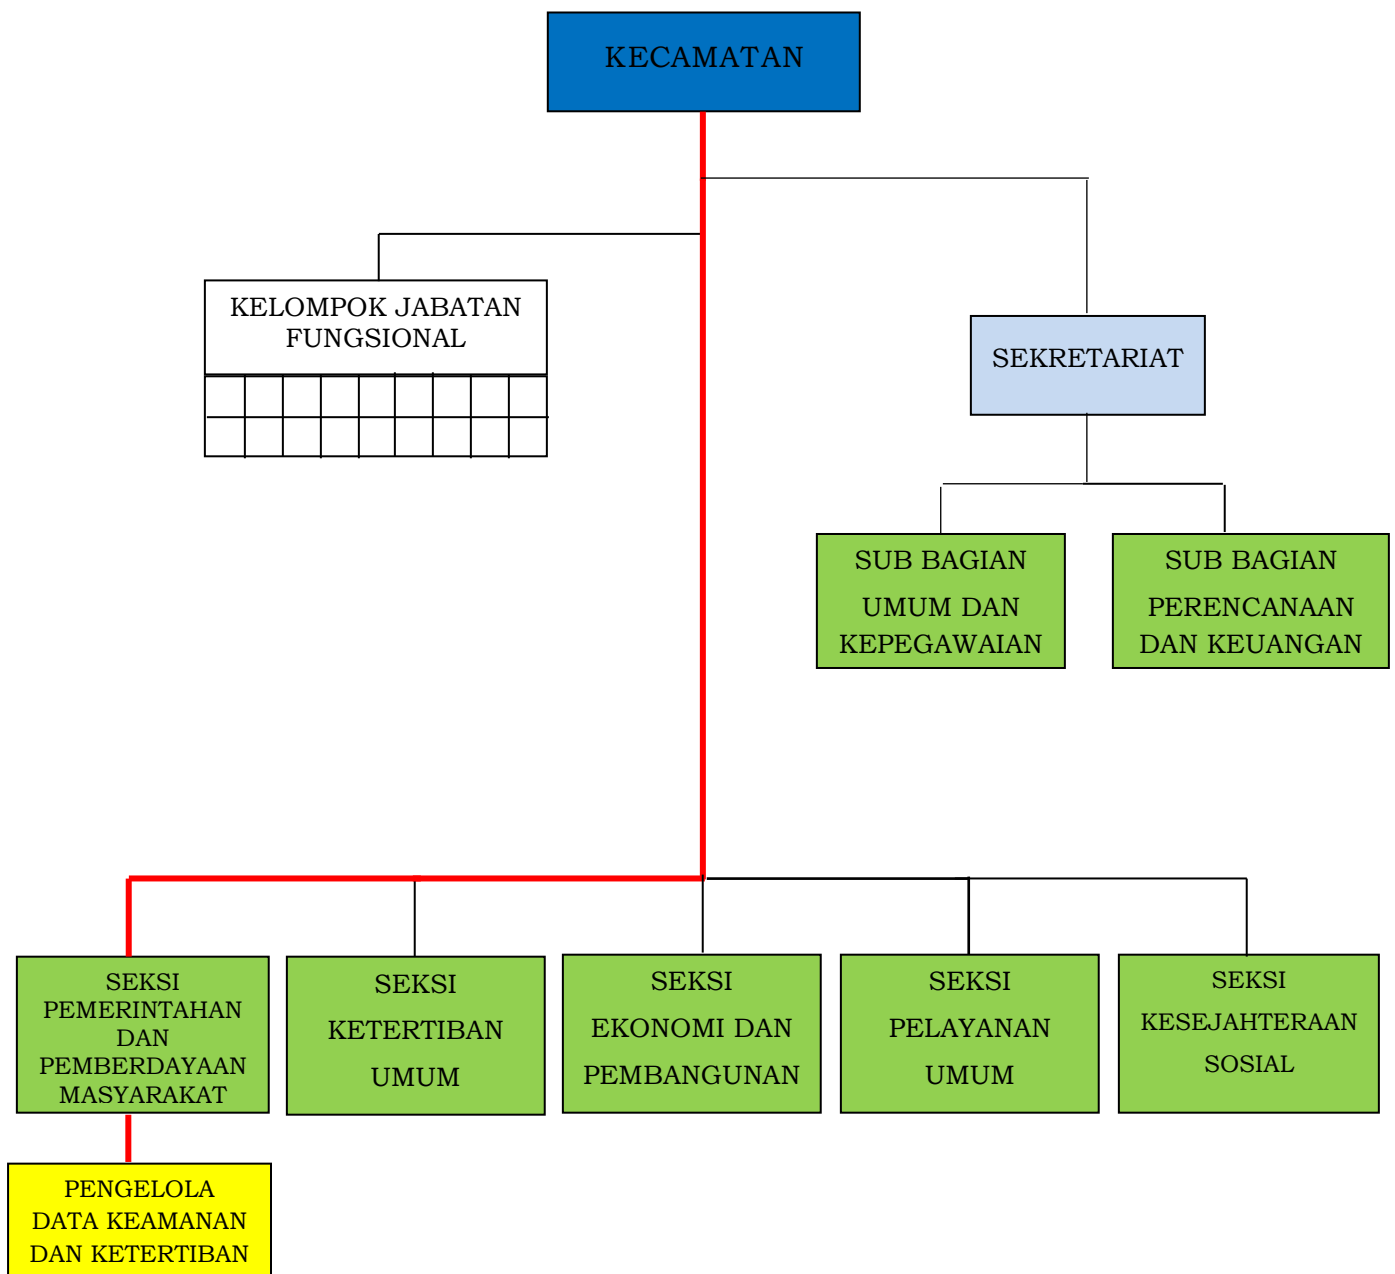 KECAMATAN
KELOMPOK JABATAN
FUNGSIONAL
SEKRETARIAT
SUB BAGIAN
UMUM DAN
KEPEGAWAIAN
SUB BAGIAN
PERENCANAAN
DAN KEUANGAN
SEKSI
PEMERINTAHAN
DAN
PEMBERDAYAAN
MASYARAKAT
SEKSI
KETERTIBAN
UMUM
SEKSI
EKONOMI DAN
PEMBANGUNAN
SEKSI
PELAYANAN
UMUM
SEKSI
KESEJAHTERAAN
SOSIAL
PENGELOLA
DATA KEAMANAN
DAN KETERTIBAN